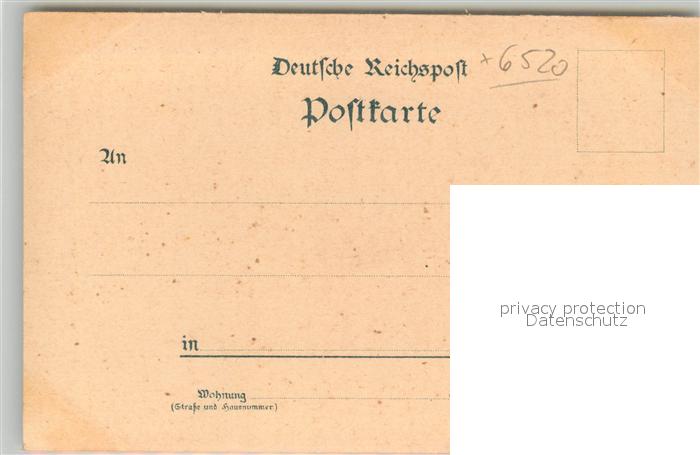 Deutsche Reichspost
+6520
Postkarte
An
in
Wohnung
(Straße und Hausnummer)
privacy protection
Datenschutz